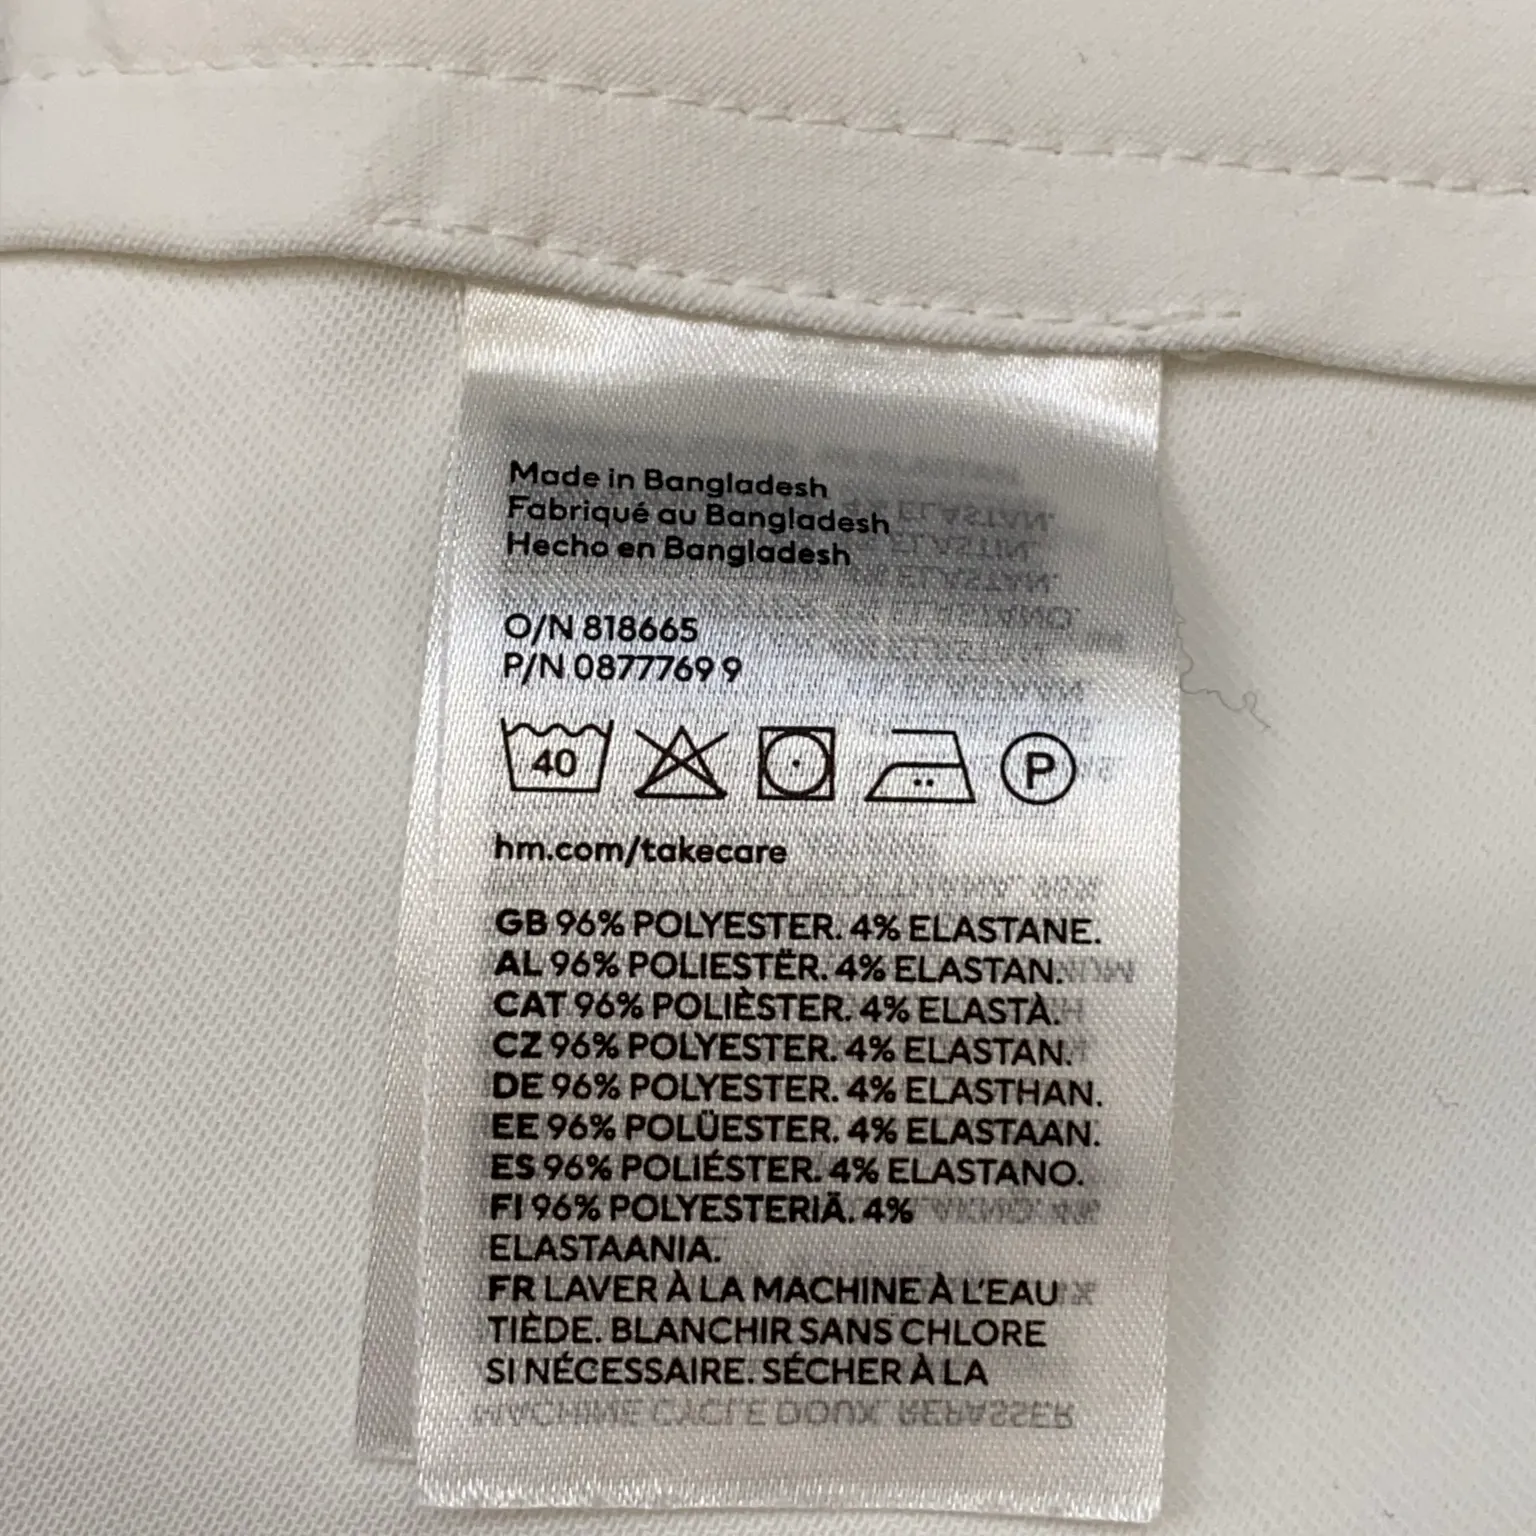 Made in Bangladesh
Fabriqué au Bangladesh
Hecho en Bangladesh
O/N 818665
P/N 0877769 9
40
P
hm.com/takecare
GB 96% POLYESTER. 4% ELASTANE.
AL 96% POLIESTËR. 4% ELASTAN.
CAT 96% POLIÈSTER. 4% ELASTÀ.
CZ 96% POLYESTER. 4% ELASTAN.
DE 96% POLYESTER. 4% ELASTHAN.
EE 96% POLÜESTER. 4% ELASTAAN.
ES 96% POLIÉSTER. 4% ELASTANO.
FI 96% POLYESTERIÄ. 4%
ELASTAANIA.
FR LAVER À LA MACHINE À L'EAU
TIÈDE. BLANCHIR SANS CHLORE
SI NÉCESSAIRE. SÉCHER À LA